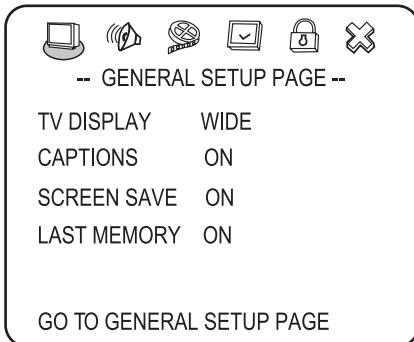 -- GENERAL SETUP PAGE --
TV DISPLAY WIDE
CAPTIONS ON
SCREEN SAVE ON
LAST MEMORY ON
GO TO GENERAL SETUP PAGE